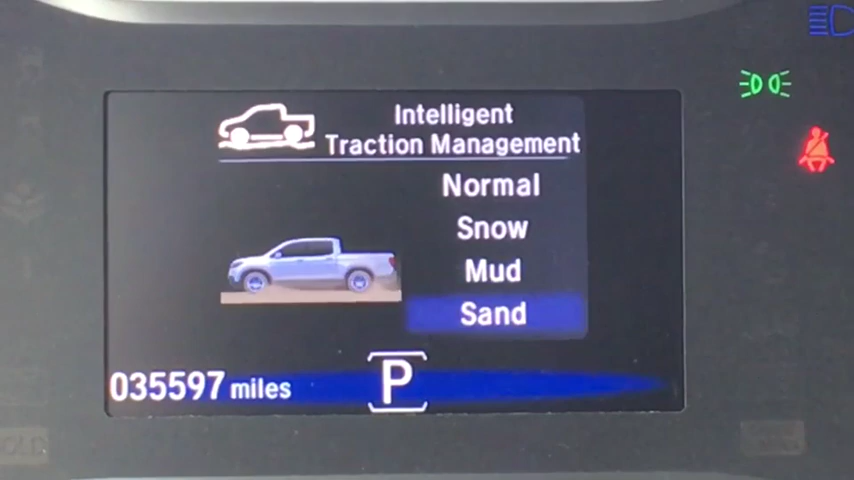 Intelligent
Traction Management
Normal
Snow
Mud
Sand
035597 miles
P